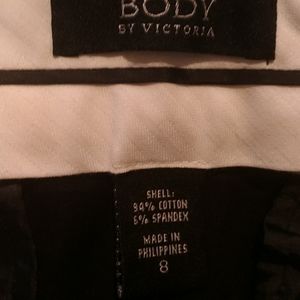 BODY
BY VICTORIA
SHELL:
94% COTTON
6% SPANDEX
MADE IN
PHILIPPINES
8